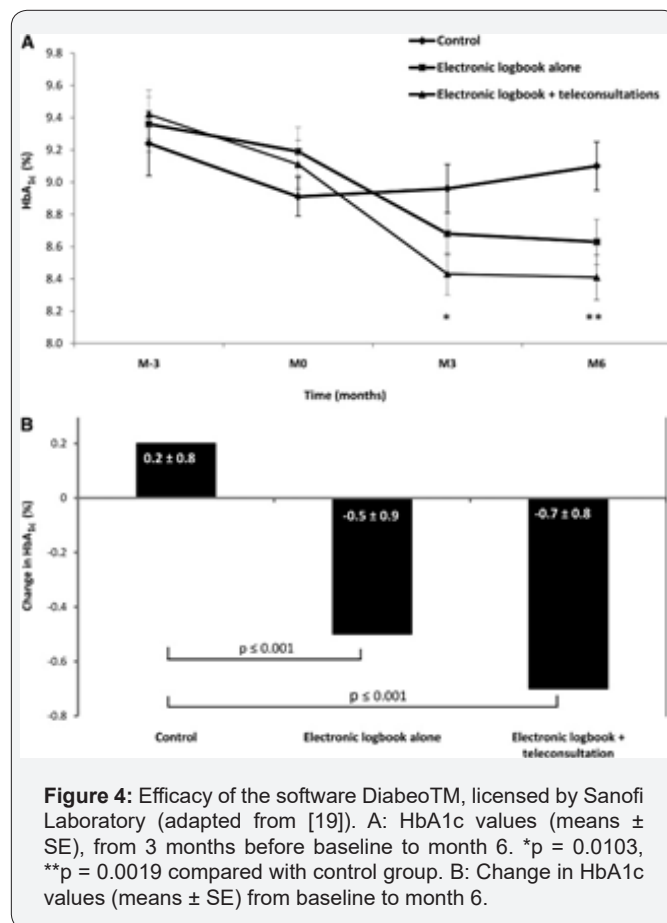 A
Control
Electronic logbook alone
Electronic logbook + teleconsultations
9.8
9.6
9.4
9.2
9.0
8.8
8.6
8.4
8.2
8.0
HbA1c (%)
*
**
M-3 M0 M3 M6
Time (months)
B
Change in HbA1c (%)
0.2
0
-0.2
-0.4
-0.6
-0.8
0.2 ± 0.8
-0.5 ± 0.9
-0.7 ± 0.8
p ≤ 0.001
p ≤ 0.001
Control Electronic logbook alone Electronic logbook +
teleconsultation
Figure 4: Efficacy of the software DiabeoTM, licensed by Sanofi
Laboratory (adapted from [19]). A: HbA1c values (means ±
SE), from 3 months before baseline to month 6. *p = 0.0103,
**p = 0.0019 compared with control group. B: Change in HbA1c
values (means ± SE) from baseline to month 6.